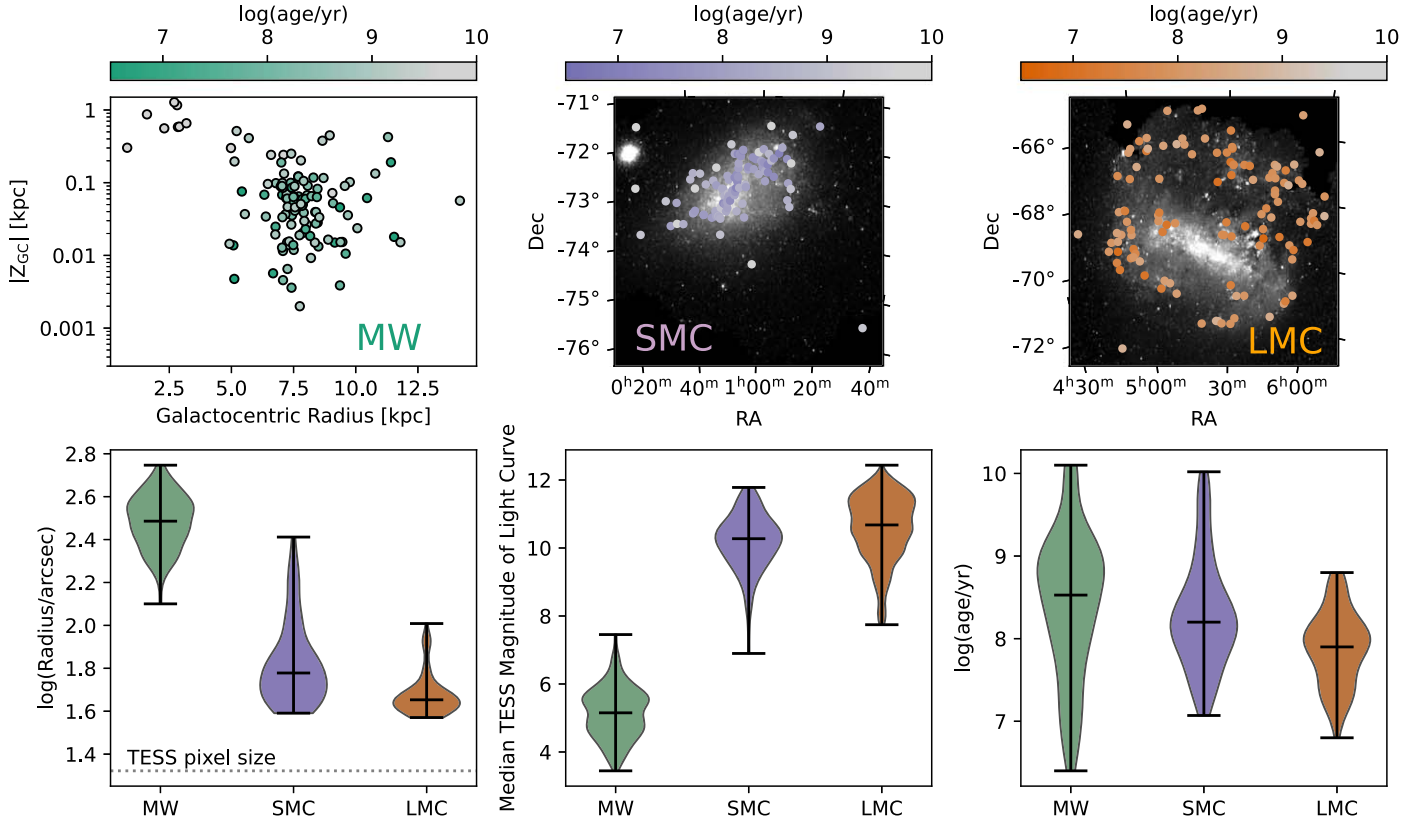 log(age/yr)
7 8 9 10
log(age/yr)
7 8 9 10
log(age/yr)
7 8 9 10
|Z_GC| [kpc]
1
0.1
0.01
0.001
MW
2.5 5.0 7.5 10.0 12.5
Galactocentric Radius [kpc]
Dec
-71°
-72°
-73°
-74°
-75°
-76°
SMC
0ʰ20ᵐ 40ᵐ 1ʰ00ᵐ 20ᵐ 40ᵐ
RA
Dec
-66°
-68°
-70°
-72°
LMC
4ʰ30ᵐ 5ʰ00ᵐ 30ᵐ 6ʰ00ᵐ
RA
log(Radius/arcsec)
2.8
2.6
2.4
2.2
2.0
1.8
1.6
1.4
TESS pixel size
MW SMC LMC
Median TESS Magnitude of Light Curve
12
10
8
6
4
MW SMC LMC
log(age/yr)
10
9
8
7
MW SMC LMC